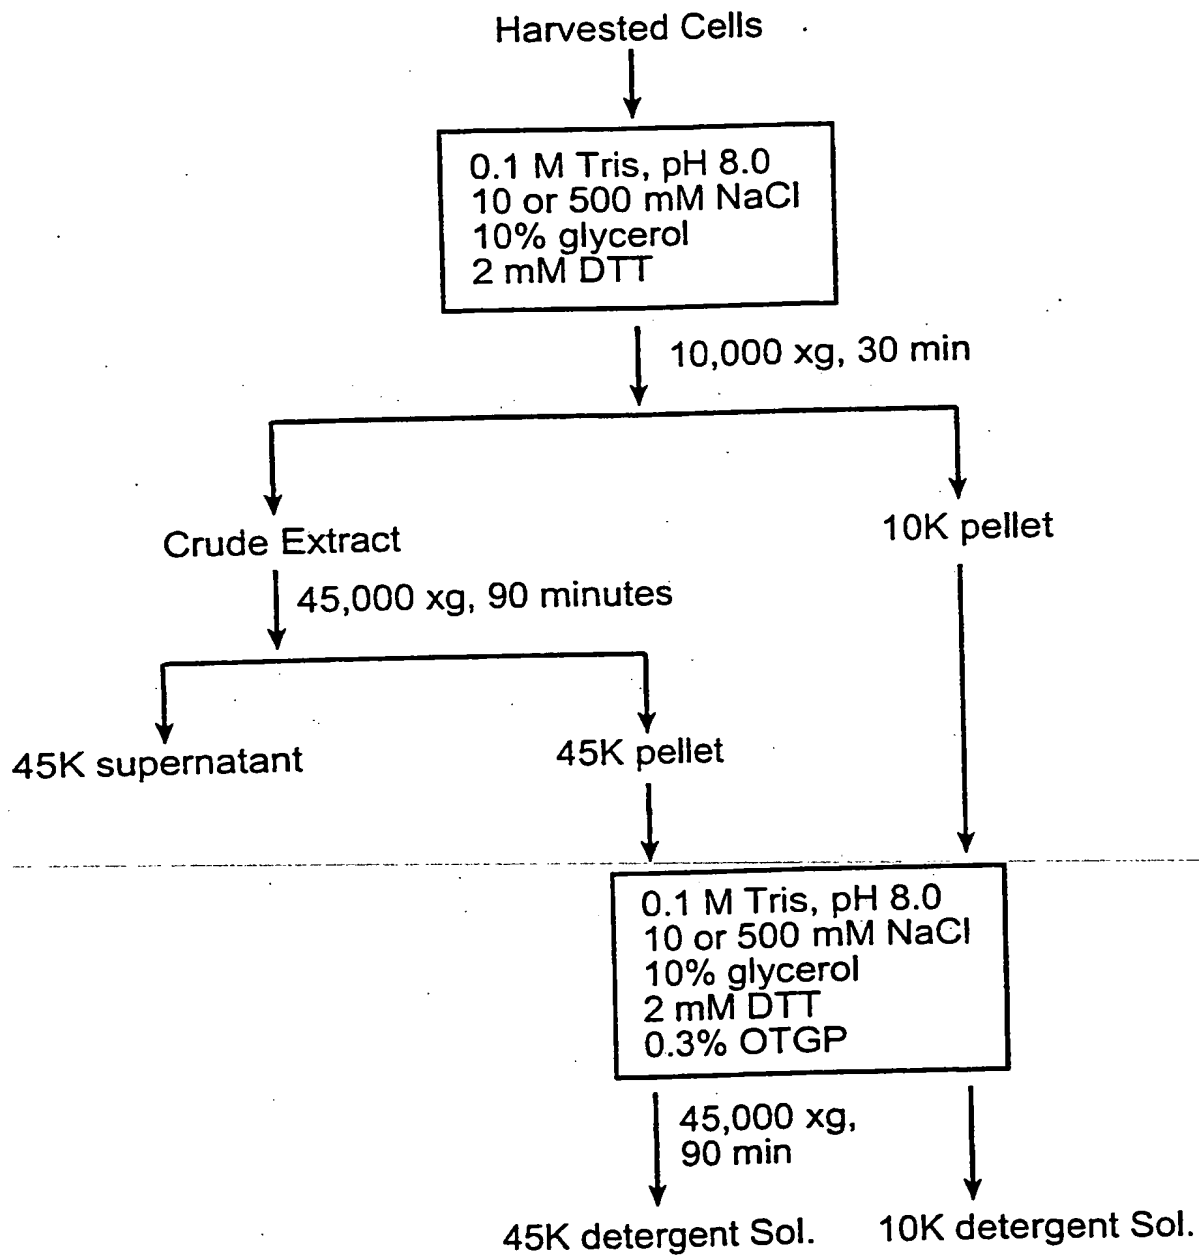 Harvested Cells
0.1 M Tris, pH 8.0
10 or 500 mM NaCl
10% glycerol
2 mM DTT
10,000 xg, 30 min
Crude Extract
10K pellet
45,000 xg, 90 minutes
45K supernatant
45K pellet
0.1 M Tris, pH 8.0
10 or 500 mM NaCl
10% glycerol
2 mM DTT
0.3% OTGP
45,000 xg,
90 min
45K detergent Sol.
10K detergent Sol.